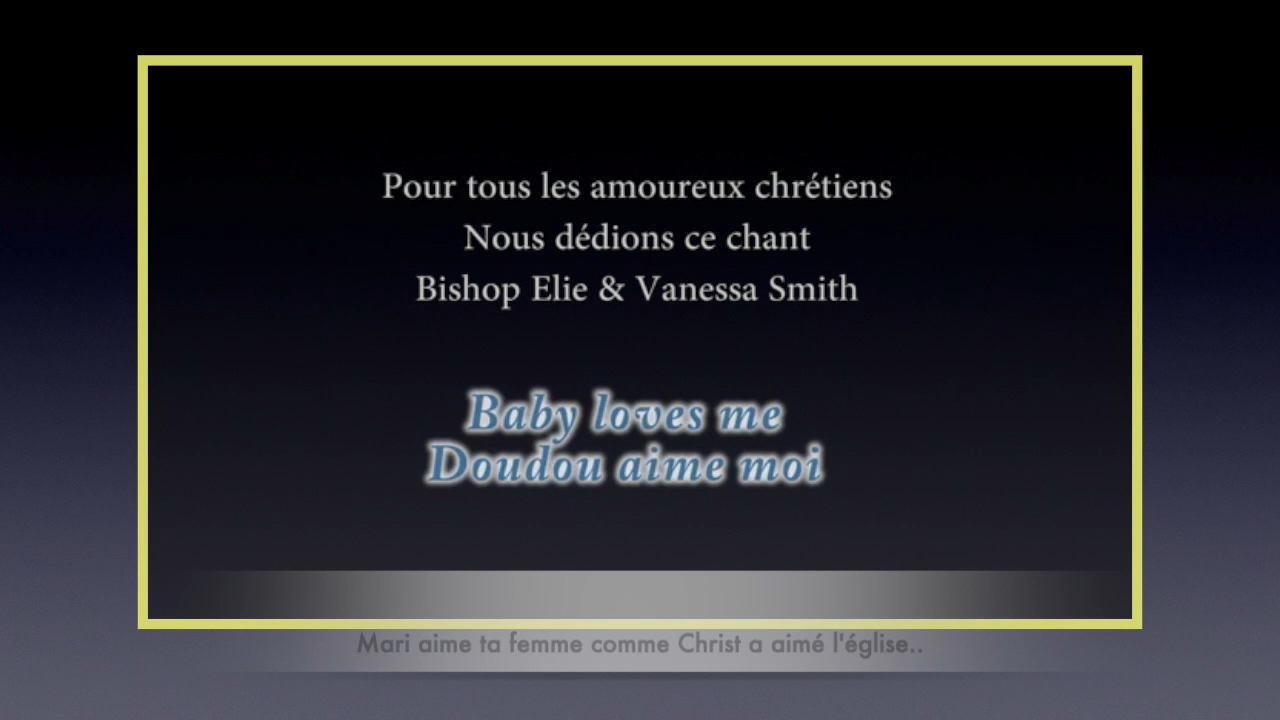 Pour tous les amoureux chrétiens
Nous dédions ce chant
Bishop Elie & Vanessa Smith
Baby loves me
Doudou aime moi
Mari aime ta femme comme Christ a aimé l'église..